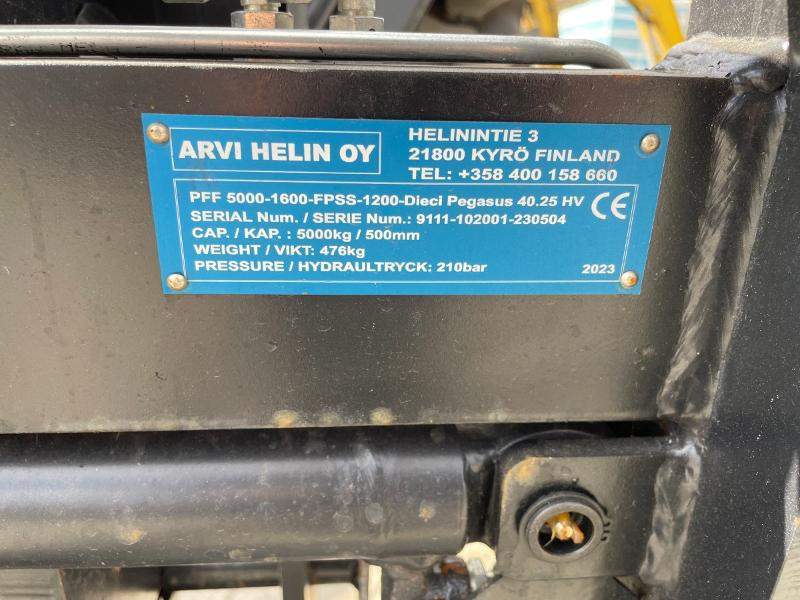 ARVI HELIN OY
HELININTIE 3
21800 KYRÖ FINLAND
TEL: +358 400 158 660
PFF 5000-1600-FPSS-1200-Dieci Pegasus 40.25 HV
SERIAL Num. / SERIE Num.: 9111-102001-230504
CAP. / KAP. : 5000kg / 500mm
WEIGHT / VIKT: 476kg
PRESSURE / HYDRAULTRYCK: 210bar
CE
2023